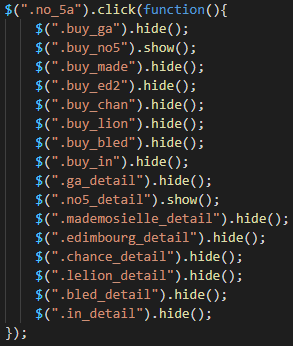 $(".no_5a").click(function(){
    $(".buy_ga").hide();
    $(".buy_no5").show();
    $(".buy_made").hide();
    $(".buy_ed2").hide();
    $(".buy_chan").hide();
    $(".buy_lion").hide();
    $(".buy_bled").hide();
    $(".buy_in").hide();
    $(".ga_detail").hide();
    $(".no5_detail").show();
    $(".mademosielle_detail").hide();
    $(".edimbourg_detail").hide();
    $(".chance_detail").hide();
    $(".lelion_detail").hide();
    $(".bled_detail").hide();
    $(".in_detail").hide();
});